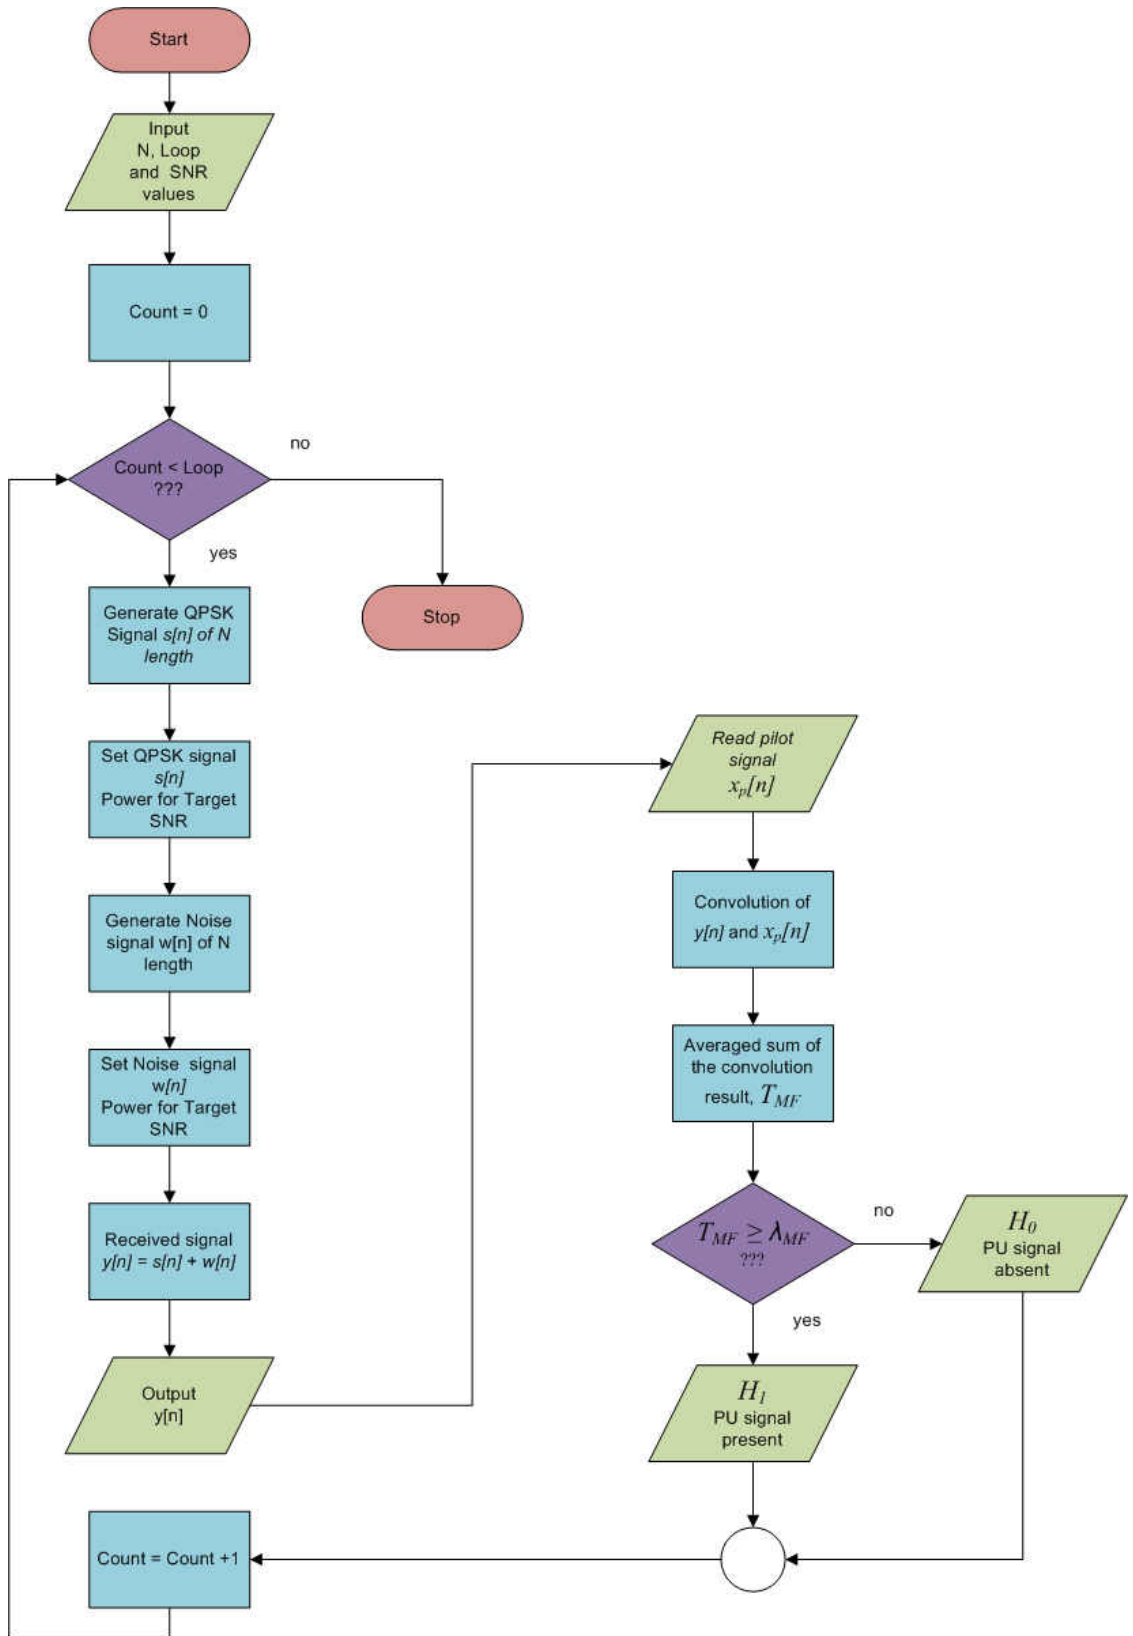 Start
Input
N, Loop
and SNR
values
Count = 0
Count < Loop
???
no
yes
Generate QPSK
Signal s[n] of N
length
Stop
Set QPSK signal
s[n]
Power for Target
SNR
Generate Noise
signal w[n] of N
length
Set Noise signal
w[n]
Power for Target
SNR
Received signal
y[n] = s[n] + w[n]
Output
y[n]
Read pilot
signal
xₚ[n]
Convolution of
y[n] and xₚ[n]
Averaged sum of
the convolution
result, T_MF
T_MF ≥ λ_MF
???
no
H₀
PU signal
absent
yes
H₁
PU signal
present
Count = Count +1